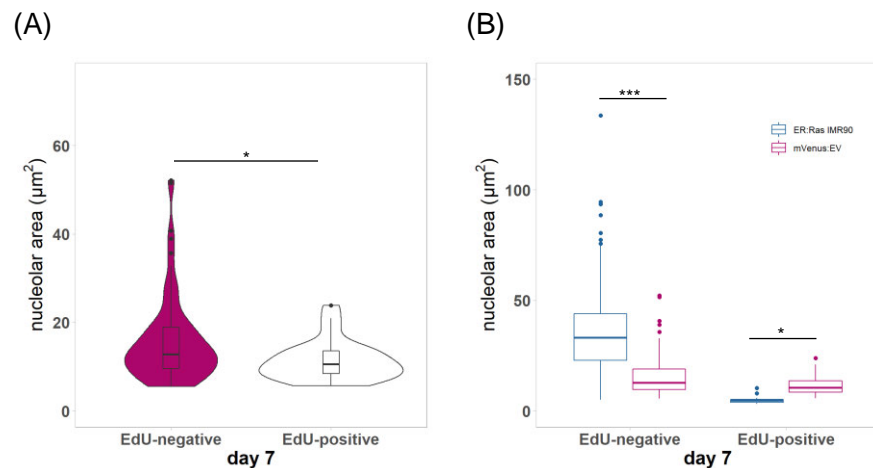 (A)
(B)
nucleolar area (µm²)
60
40
20
0
*
EdU-negative EdU-positive
day 7
nucleolar area (µm²)
150
100
50
0
***
*
ER:Ras IMR90
mVenus:EV
EdU-negative EdU-positive
day 7